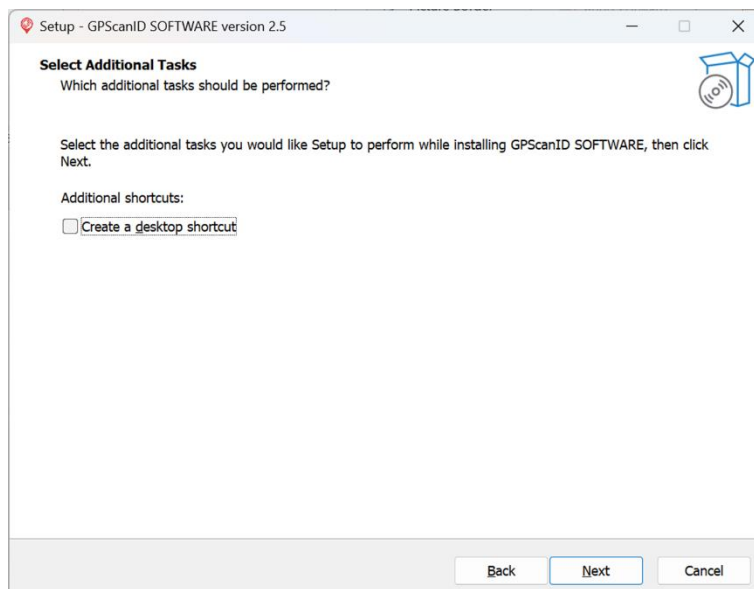 Setup - GPScanID SOFTWARE version 2.5
Select Additional Tasks
Which additional tasks should be performed?
Select the additional tasks you would like Setup to perform while installing GPScanID SOFTWARE, then click
Next.
Additional shortcuts:
Create a desktop shortcut
Back
Next
Cancel